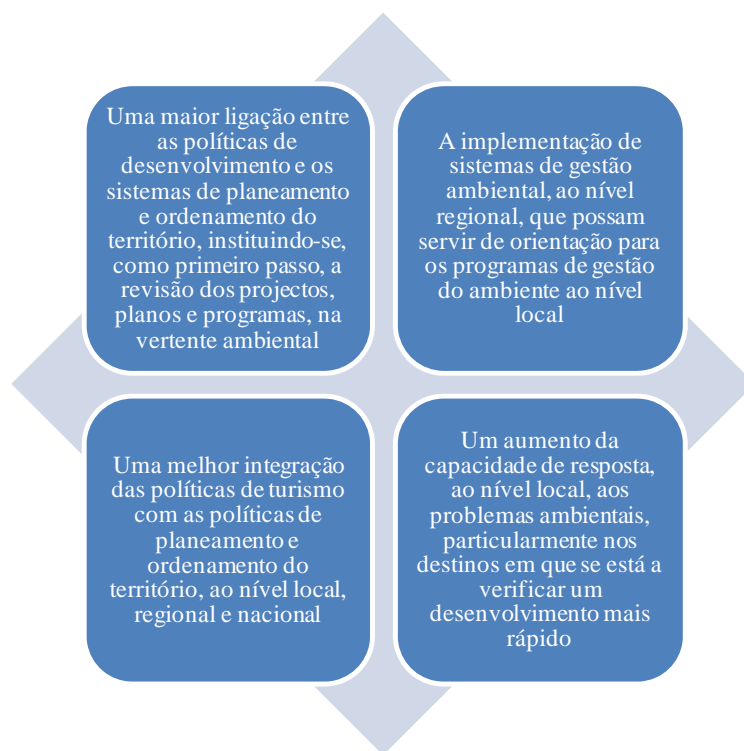 Uma maior ligação entre
as políticas de
desenvolvimento e os
sistemas de planeamento
e ordenamento do
território, instituindo-se,
como primeiro passo, a
revisão dos projectos,
planos e programas, na
vertente ambiental
A implementação de
sistemas de gestão
ambiental, ao nível
regional, que possam
servir de orientação para
os programas de gestão
do ambiente ao nível
local
Uma melhor integração
das políticas de turismo
com as políticas de
planeamento e
ordenamento do
território, ao nível local,
regional e nacional
Um aumento da
capacidade de resposta,
ao nível local, aos
problemas ambientais,
particularmente nos
destinos em que se está a
verificar um
desenvolvimento mais
rápido